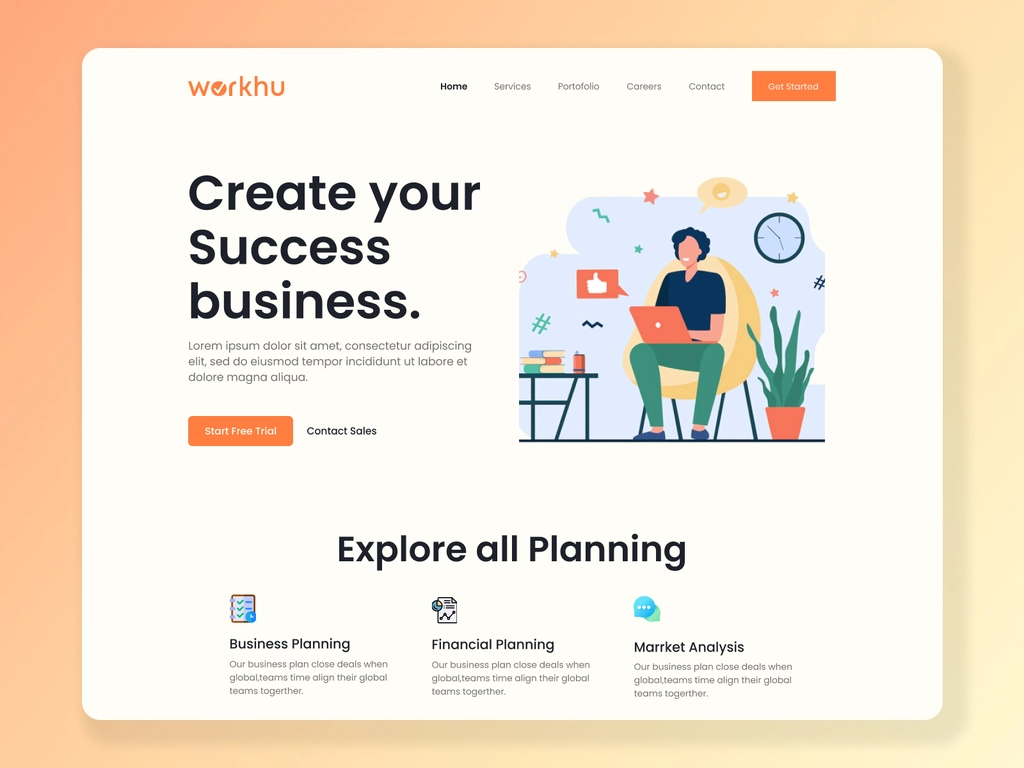 workhu
Home Services Portofolio Careers Contact Get Started
Create your
Success
business.
Lorem ipsum dolor sit amet, consectetur adipiscing
elit, sed do eiusmod tempor incididunt ut labore et
dolore magna aliqua.
Start Free Trial Contact Sales
Explore all Planning
Business Planning
Our business plan close deals when
global,teams time align their global
teams togerther.
Financial Planning
Our business plan close deals when
global,teams time align their global
teams togerther.
Marrket Analysis
Our business plan close deals when
global,teams time align their global
teams togerther.